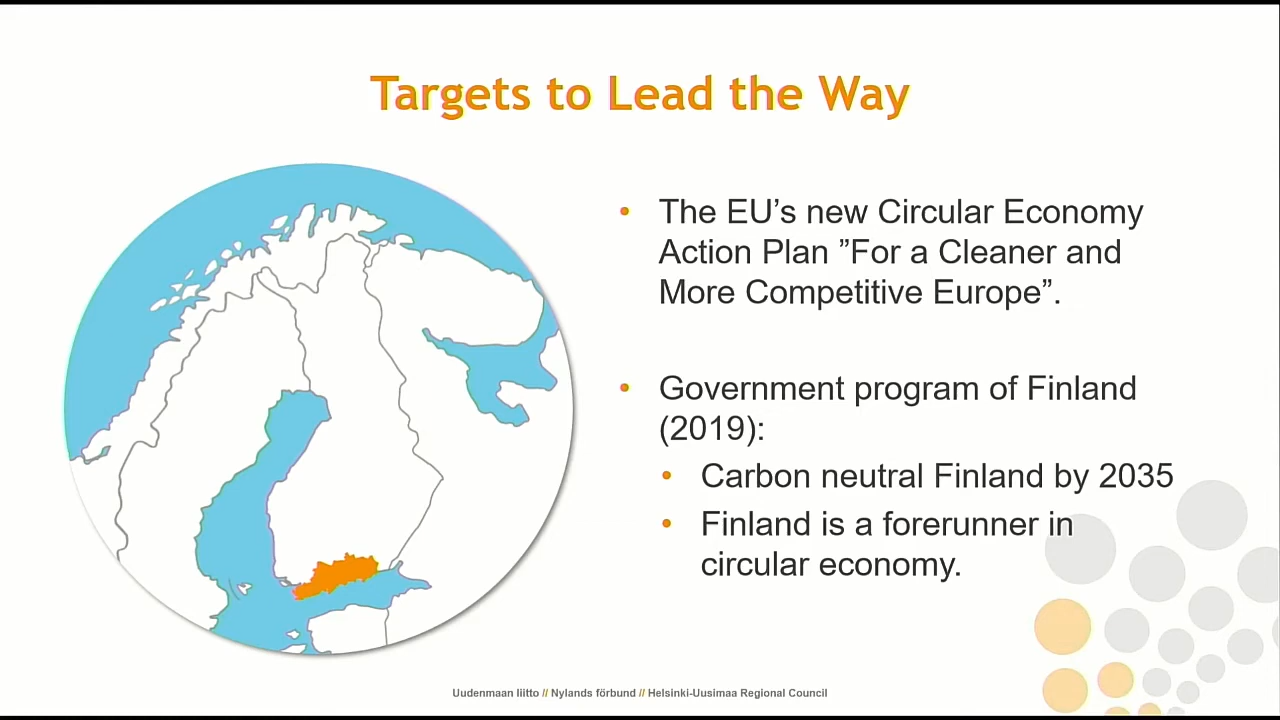 Targets to Lead the Way
• The EU’s new Circular Economy
Action Plan ”For a Cleaner and
More Competitive Europe”.
• Government program of Finland
(2019):
• Carbon neutral Finland by 2035
• Finland is a forerunner in
circular economy.
Uudenmaan liitto // Nylands förbund // Helsinki-Uusimaa Regional Council